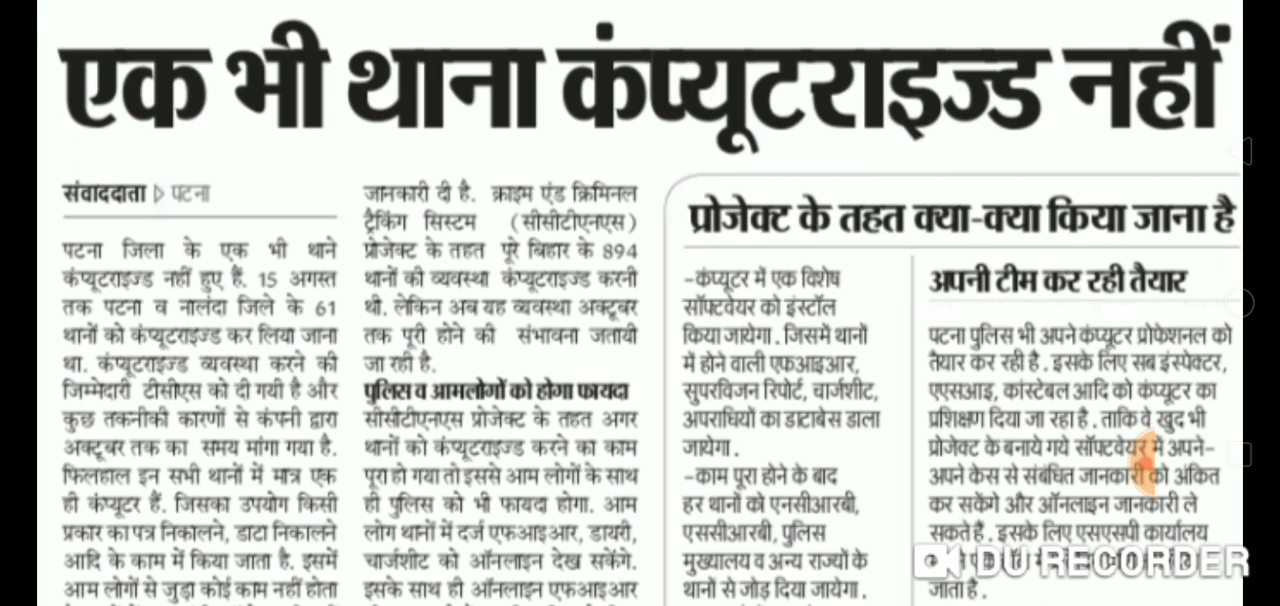 एक भी थाना कंप्यूटराइज्ड नहीं
संवाददाता ▷ पटना
पटना जिला के एक भी थाने
कंप्यूटराइज्ड नहीं हुए हैं. 15 अगस्त
तक पटना व नालंदा जिले के 61
थानों को कंप्यूटराइज्ड कर लिया जाना
था. कंप्यूटराइज्ड व्यवस्था करने की
जिम्मेदारी टीसीएस को दी गयी है और
कुछ तकनीकी कारणों से कंपनी द्वारा
अक्टूबर तक का समय मांगा गया है.
फिलहाल इन सभी थानों में मात्र एक
ही कंप्यूटर हैं. जिसका उपयोग किसी
प्रकार का पत्र निकालने, डाटा निकालने
आदि के काम में किया जाता है. इसमें
आम लोगों से जुड़ा कोई काम नहीं होता
जानकारी दी है. क्राइम एंड क्रिमिनल
ट्रैकिंग सिस्टम (सीसीटीएनएस)
प्रोजेक्ट के तहत पूरे बिहार के 894
थानों की व्यवस्था कंप्यूटराइज्ड करनी
थी. लेकिन अब यह व्यवस्था अक्टूबर
तक पूरी होने की संभावना जतायी
जा रही है.
पुलिस व आमलोगों को होगा फायदा
सीसीटीएनएस प्रोजेक्ट के तहत अगर
थानों को कंप्यूटराइज्ड करने का काम
पूरा हो गया तो इससे आम लोगों के साथ
ही पुलिस को भी फायदा होगा. आम
लोग थानों में दर्ज एफआइआर, डायरी,
चार्जशीट को ऑनलाइन देख सकेंगे.
इसके साथ ही ऑनलाइन एफआइआर
प्रोजेक्ट के तहत क्या-क्या किया जाना है
-कंप्यूटर में एक विशेष
सॉफ्टवेयर को इंस्टॉल
किया जायेगा. जिसमें थानों
में होने वाली एफआइआर,
सुपरविजन रिपोर्ट, चार्जशीट,
अपराधियों का डाटाबेस डाला
जायेगा.
-काम पूरा होने के बाद
हर थानों को एनसीआरबी,
एससीआरबी, पुलिस
मुख्यालय व अन्य राज्यों के
थानों से जोड़ दिया जायेगा.
अपनी टीम कर रही तैयार
पटना पुलिस भी अपने कंप्यूटर प्रोफेशनल को
तैयार कर रही है. इसके लिए सब इंस्पेक्टर,
एएसआइ, कांस्टेबल आदि को कंप्यूटर का
प्रशिक्षण दिया जा रहा है. ताकि वे खुद भी
प्रोजेक्ट के बनाये गये सॉफ्टवेयर में अपने-
अपने केस से संबंधित जानकारी को अंकित
कर सकेंगे और ऑनलाइन जानकारी ले
सकते हैं. इसके लिए एसएसपी कार्यालय
DU RECORDER
जाता है.